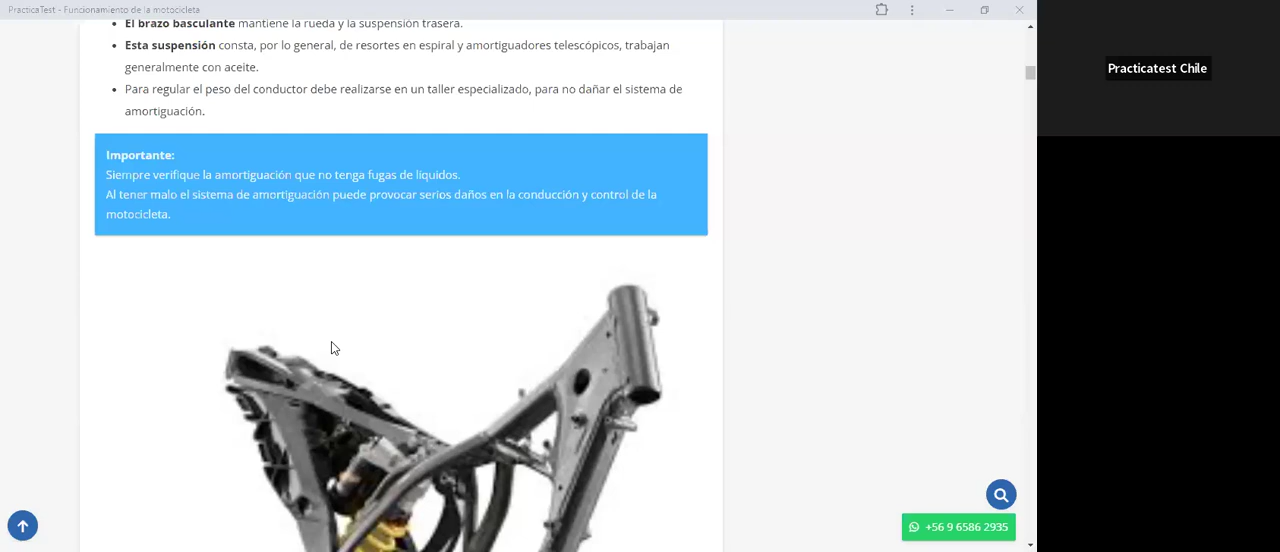 PracticaTest - Funcionamiento de la motocicleta
El brazo basculante mantiene la rueda y la suspensión trasera.
Esta suspensión consta, por lo general, de resortes en espiral y amortiguadores telescópicos, trabajan
generalmente con aceite.
Para regular el peso del conductor debe realizarse en un taller especializado, para no dañar el sistema de
amortiguación.
Importante:
Siempre verifique la amortiguación que no tenga fugas de líquidos.
Al tener malo el sistema de amortiguación puede provocar serios daños en la conducción y control de la
motocicleta.
Practicatest Chile
+56 9 6586 2935